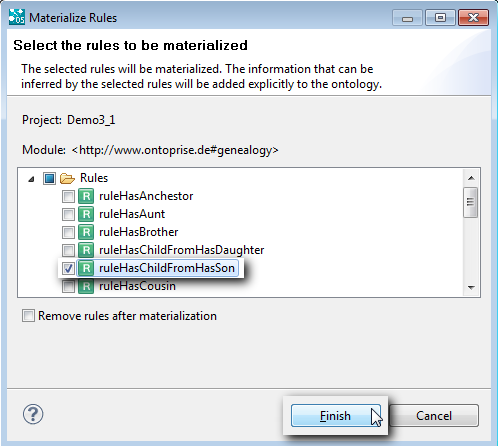 OS Materialize Rules
Select the rules to be materialized
The selected rules will be materialized. The information that can be
inferred by the selected rules will be added explicitly to the ontology.
Project: Demo3_1
Module: <http://www.ontoprise.de#genealogy>
Rules
R ruleHasAnchestor
R ruleHasAunt
R ruleHasBrother
R ruleHasChildFromHasDaughter
R ruleHasChildFromHasSon
R ruleHasCousin
Remove rules after materialization
? Finish Cancel